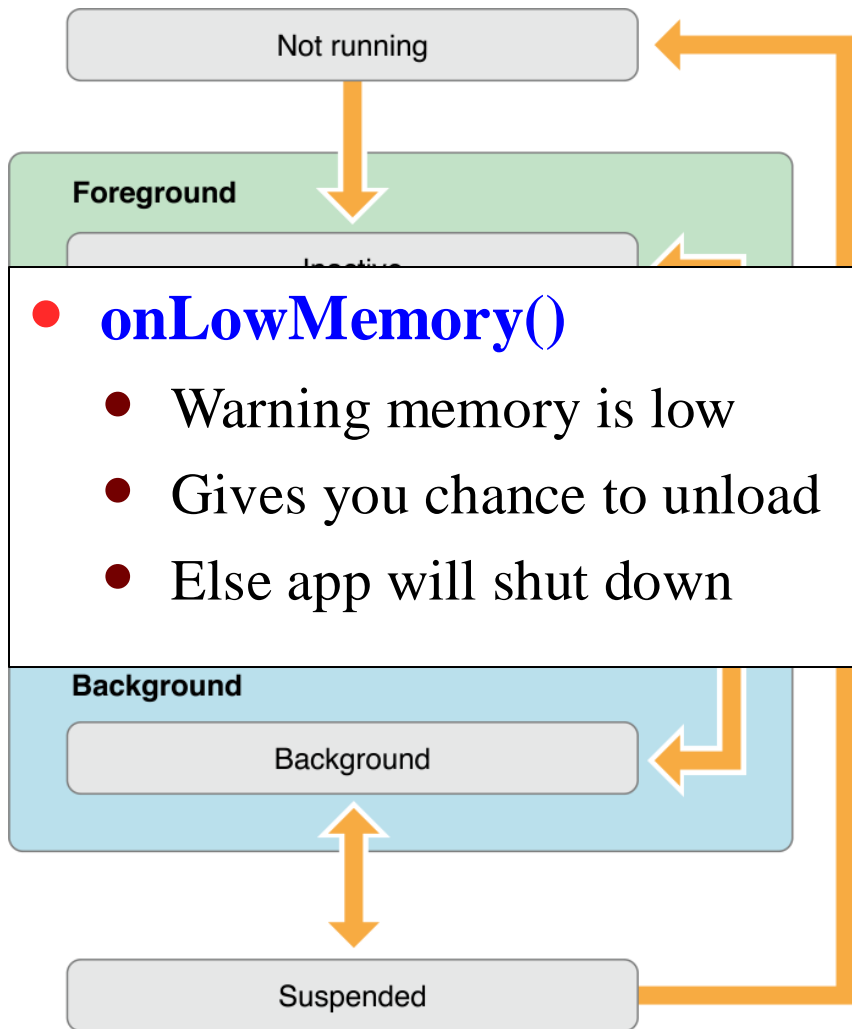 Not running
Foreground
Inactive
• onLowMemory()
• Warning memory is low
• Gives you chance to unload
• Else app will shut down
Background
Background
Suspended